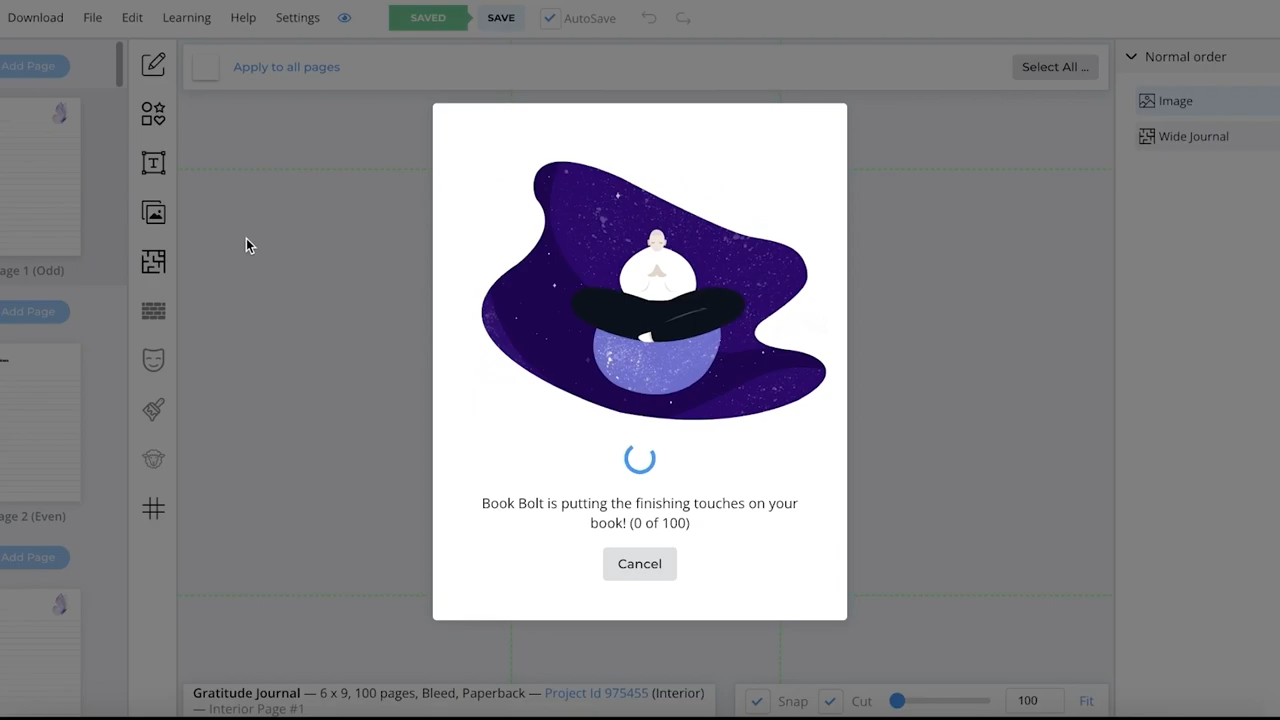 Download File Edit Learning Help Settings SAVED SAVE AutoSave
Add Page
Apply to all pages
Select All ...
Normal order
Image
Wide Journal
age 1 (Odd)
Add Page
age 2 (Even)
Add Page
Book Bolt is putting the finishing touches on your
book! (0 of 100)
Cancel
Gratitude Journal — 6 x 9, 100 pages, Bleed, Paperback — Project Id 975455 (Interior)
— Interior Page #1
Snap Cut 100 Fit